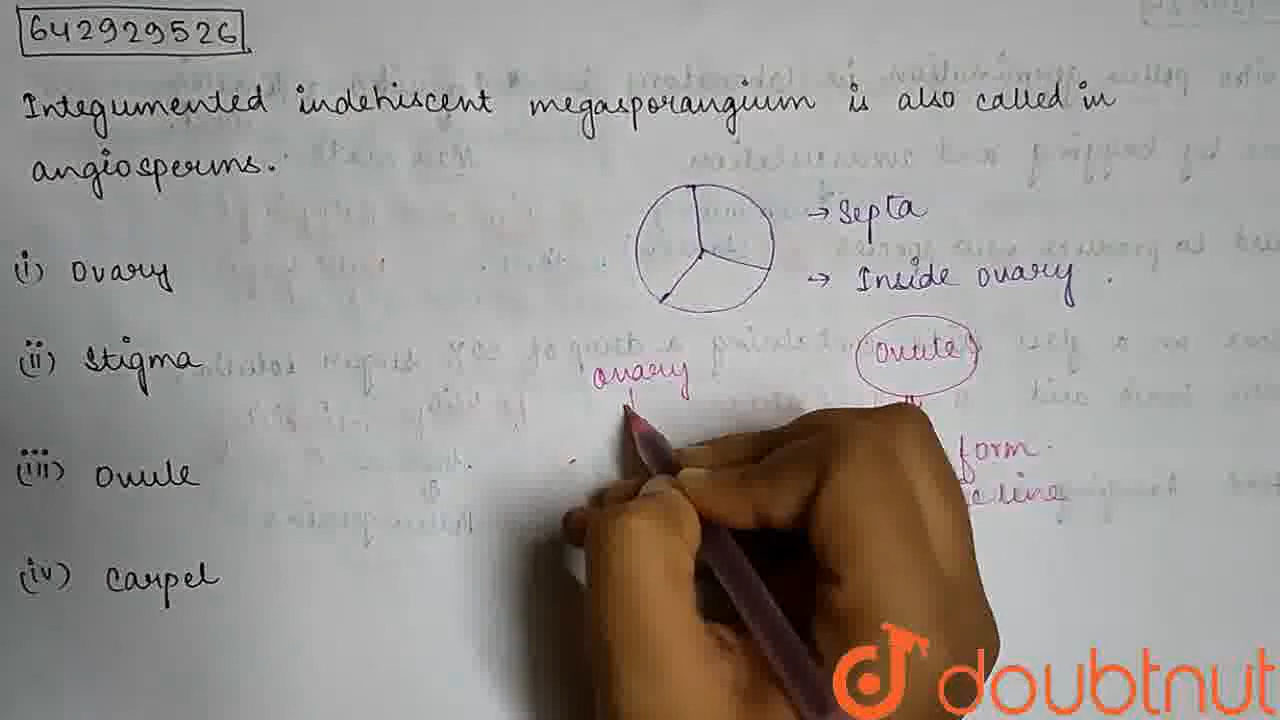 642929526
Integumented indehiscent megasporangium is also called in
angiosperms.
→ Septa
(i) Ovary
→ Inside ovary.
(ii) Stigma
ovary
ovule
form
(iii) Ovule
(iv) Carpel
doubtnut